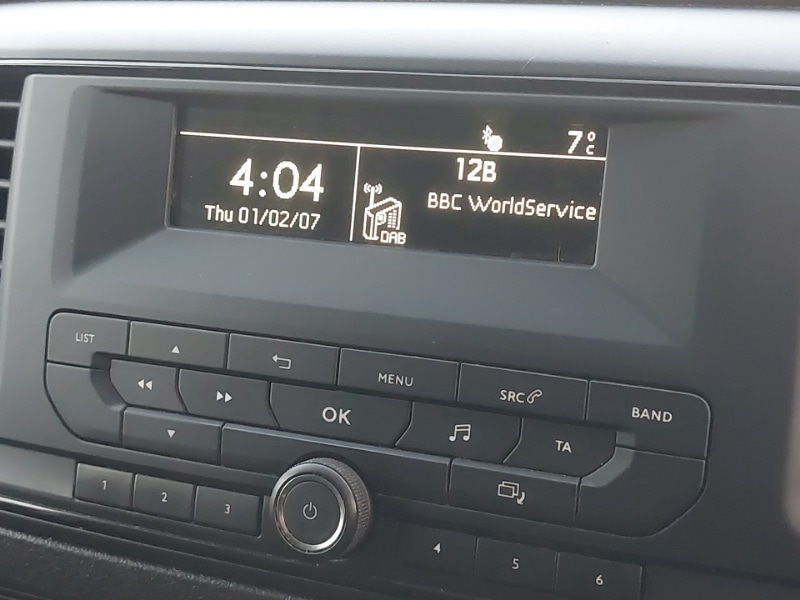 7°C
4:04
12B
Thu 01/02/07
DAB
BBC WorldService
LIST
MENU
SRC
BAND
OK
TA
1 2 3
4 5 6